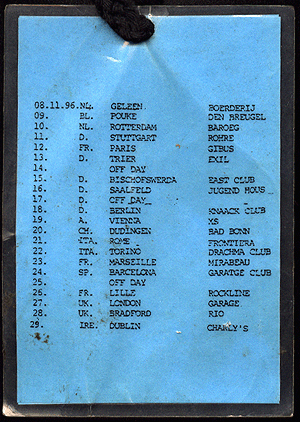 08.11.96.NL. GELEEN. BOERDERIJ
09. BL. POUKE DEN BREUGEL
10. NL. ROTTERDAM BAROEG
11. D. STUTTGART ROHRE
12. FR. PARIS GIBUS
13. D. TRIER EXIL
14. OFF DAY
15. D. BISCHOFSWERDA EAST CLUB
16. D. SAALFELD JUGEND HOUS
17. D. OFF DAY
18. D. BERLIN KNAACK CLUB
19. A. VIENNA XS
20. CH. DUDINGEN BAD BONN
21. ITA. ROME FRONTIERA
22. ITA. TORINO DRACHMA CLUB
23. FR. MARSEILLE MIRABEAU
24. SP. BARCELONA GARATGE CLUB
25. OFF DAY
26. FR. LILLE ROCKLINE
27. UK. LONDON GARAGE
28. UK. BRADFORD RIO
29. IRE. DUBLIN CHARLY'S